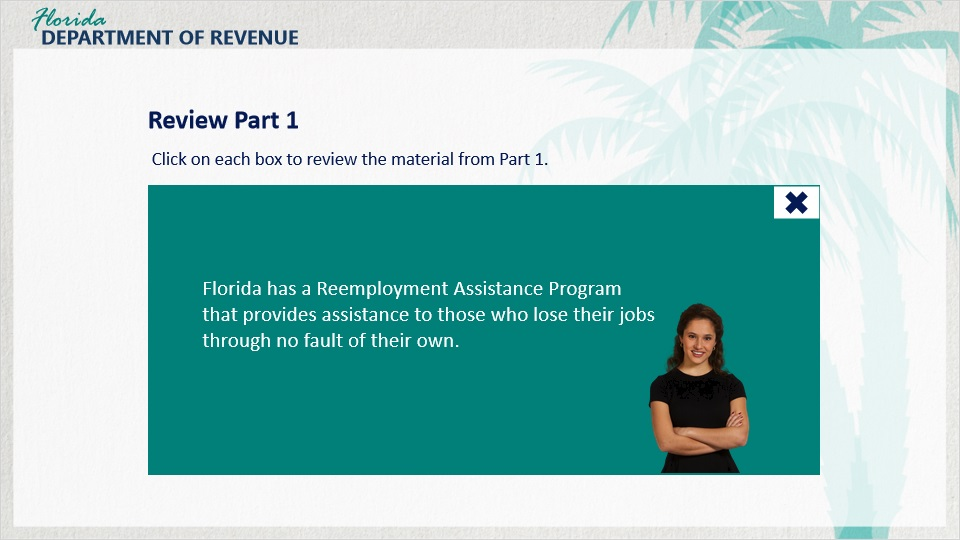 Florida
DEPARTMENT OF REVENUE
Review Part 1
Click on each box to review the material from Part 1.
Florida has a Reemployment Assistance Program
that provides assistance to those who lose their jobs
through no fault of their own.